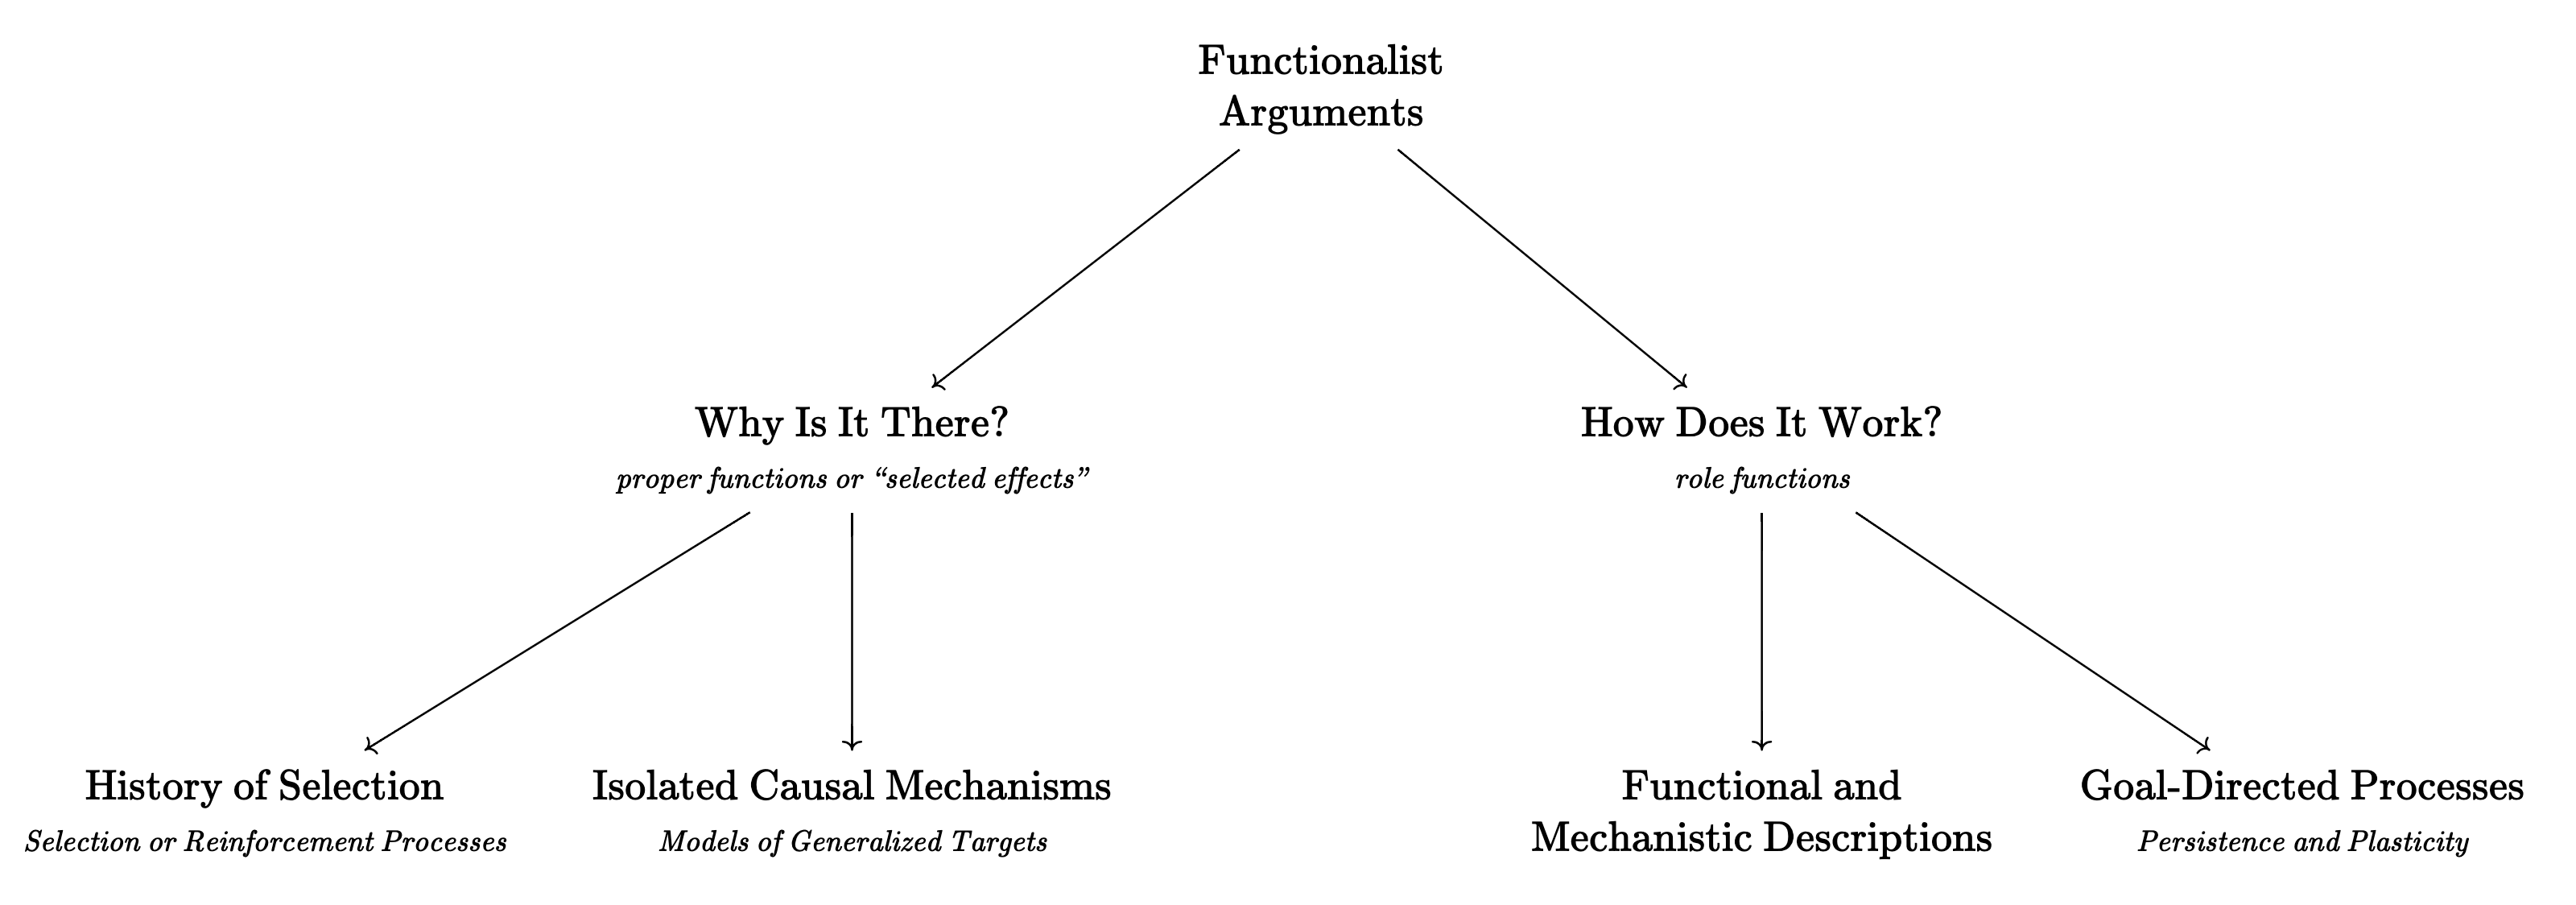 Functionalist
Arguments
Why Is It There?
proper functions or “selected effects”
How Does It Work?
role functions
History of Selection
Selection or Reinforcement Processes
Isolated Causal Mechanisms
Models of Generalized Targets
Functional and
Mechanistic Descriptions
Goal-Directed Processes
Persistence and Plasticity